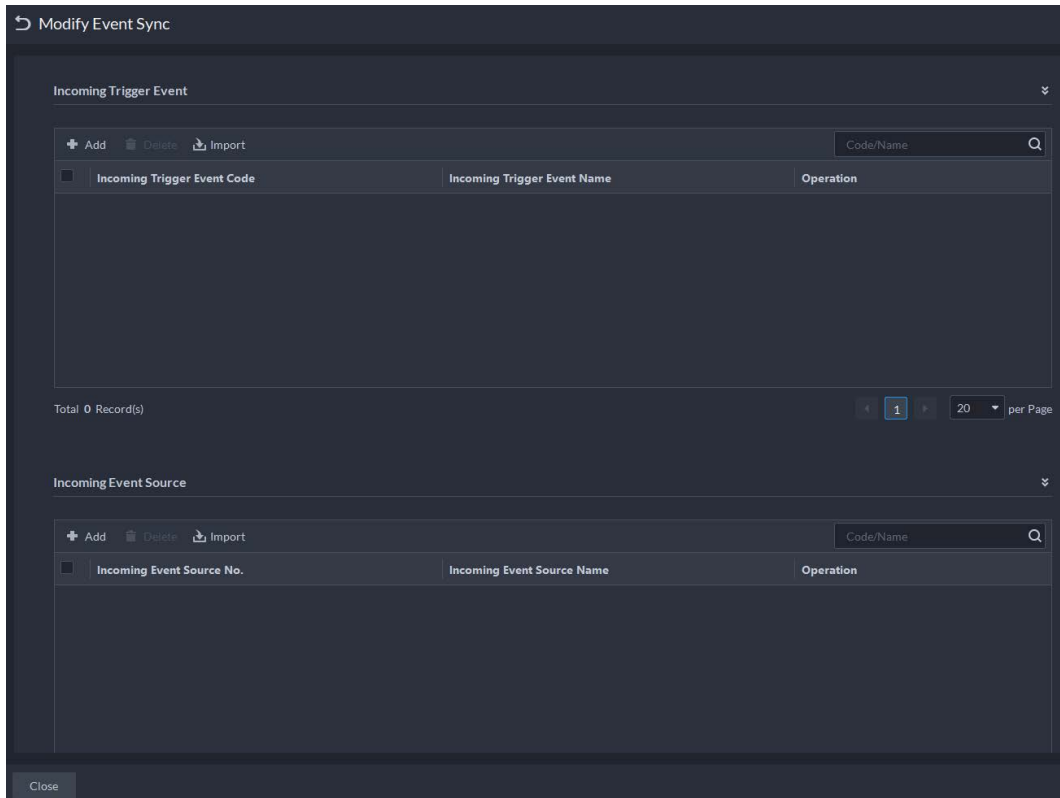 Modify Event Sync
Incoming Trigger Event
Add Delete Import Code/Name
Incoming Trigger Event Code Incoming Trigger Event Name Operation
Total 0 Record(s) 1 20 per Page
Incoming Event Source
Add Delete Import Code/Name
Incoming Event Source No. Incoming Event Source Name Operation
Close